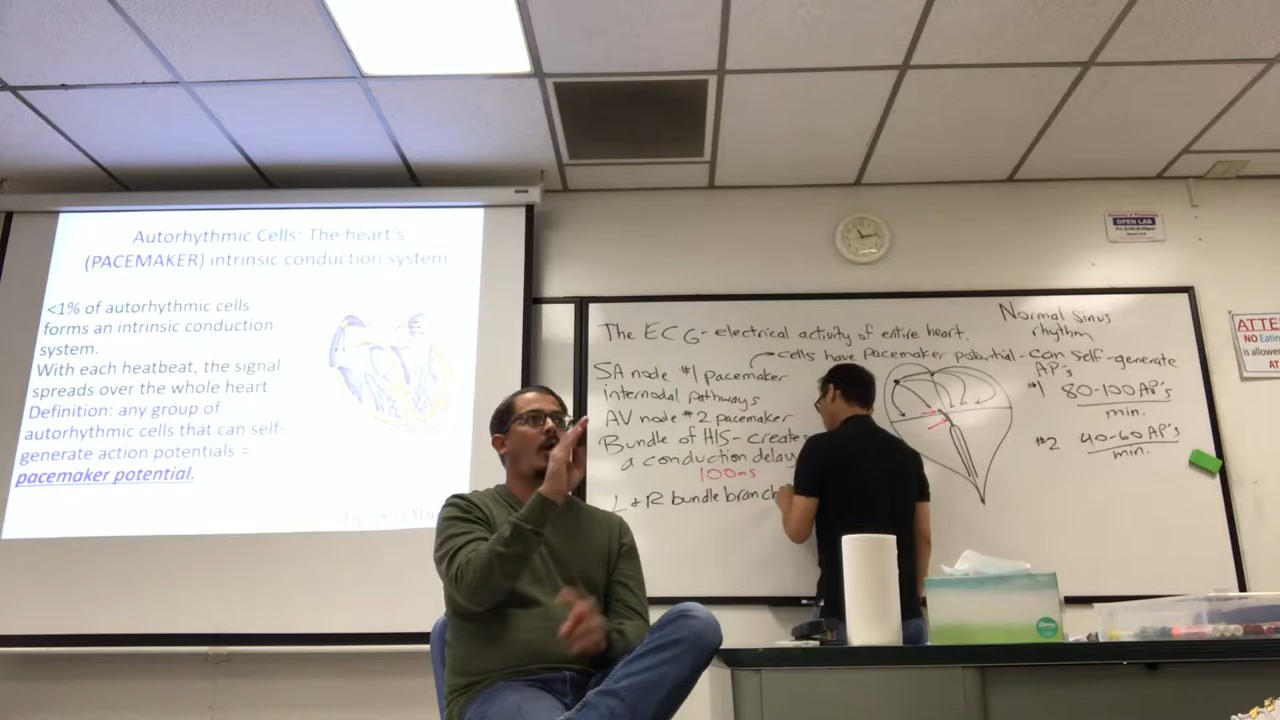 Autorhythmic Cells: The heart's
(PACEMAKER) intrinsic conduction system
<1% of autorhythmic cells
forms an intrinsic conduction
system.
With each heatbeat, the signal
spreads over the whole heart
Definition: any group of
autorhythmic cells that can self-
generate action potentials =
pacemaker potential.
The ECG - electrical activity of entire heart.
Normal Sinus
rhythm
cells have pacemaker potential - can self-generate
AP's
SA node #1 pacemaker
internodal pathways
AV node #2 pacemaker
Bundle of HIS - create
a conduction delay
100ms
L + R bundle branch
#1 80-100 AP's
min.
#2 40-60 AP's
min.
OPEN LAB
ATTE
NO Eatin
is allowe
AT